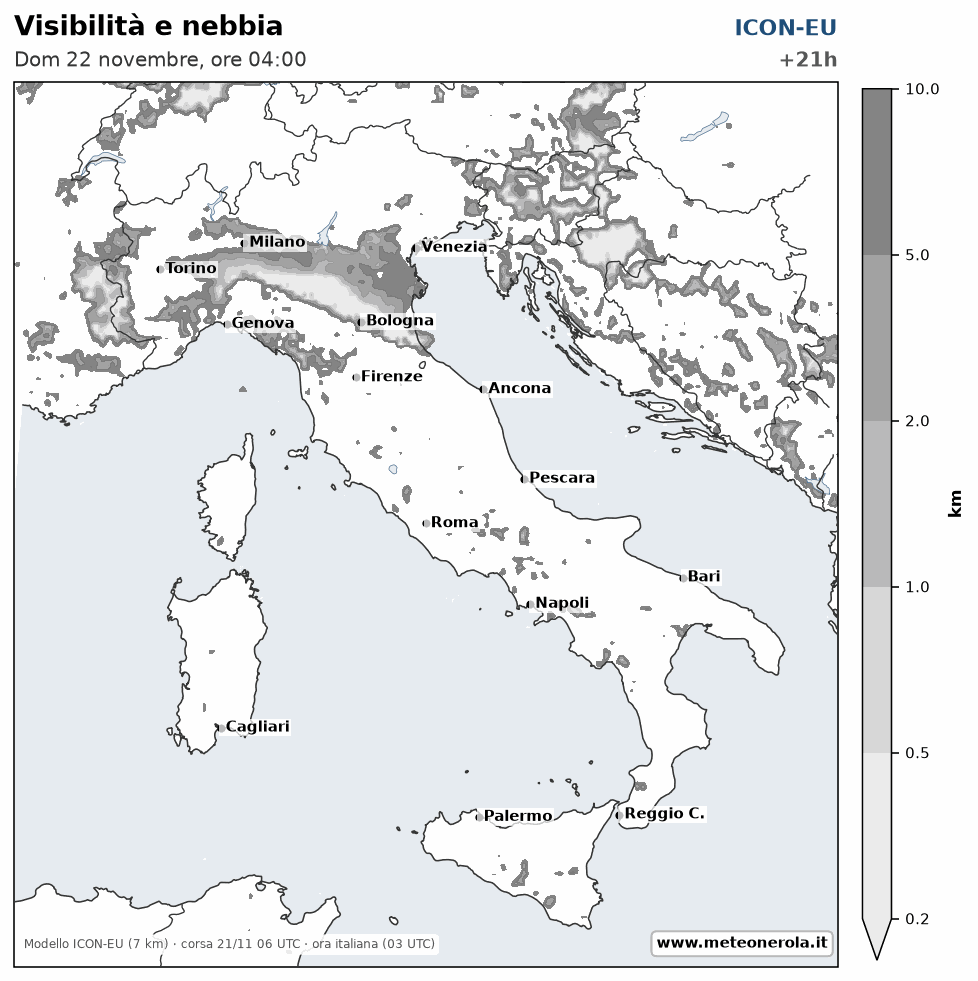 Visibilità e nebbia
ICON-EU
Dom 22 novembre, ore 04:00
+21h
10.0
5.0
2.0
1.0
0.5
0.2
km
Milano
Venezia
Torino
Genova
Bologna
Firenze
Ancona
Pescara
Roma
Bari
Napoli
Cagliari
Palermo
Reggio C.
Modello ICON-EU (7 km) · corsa 21/11 06 UTC · ora italiana (03 UTC)
www.meteonerola.it